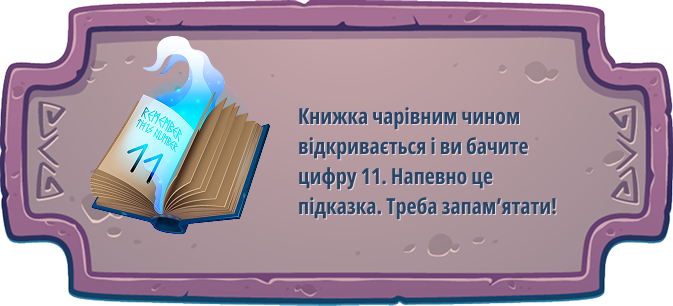 REMEMBER
THIS NUMBER
11
Книжка чарівним чином
відкривається і ви бачите
цифру 11. Напевно це
підказка. Треба запам’ятати!